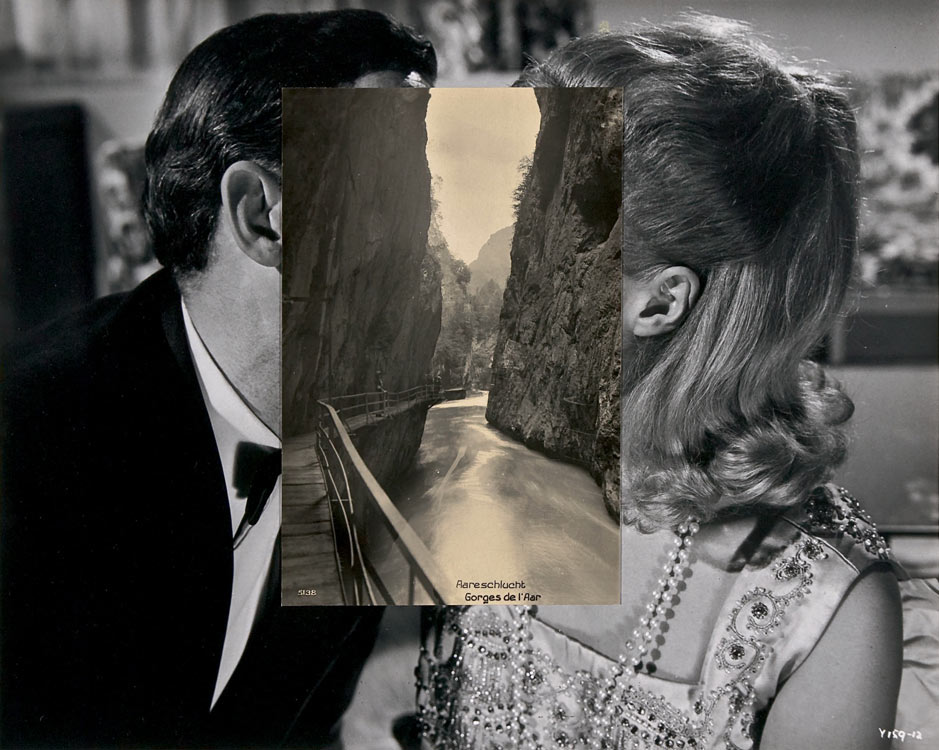 5138
Aareschlucht
Gorges de l'Aar
Y159-12